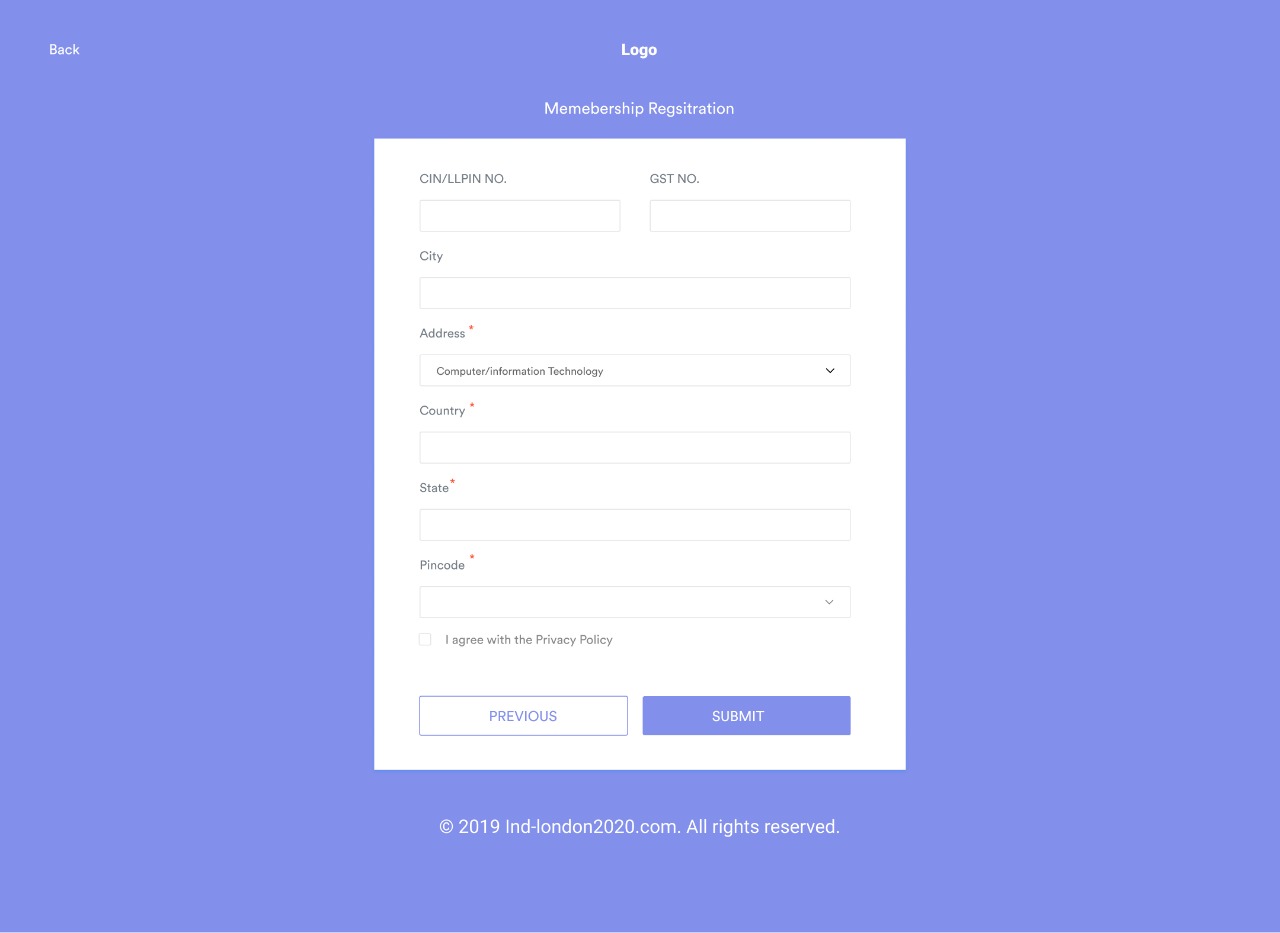 Back
Logo
Memebership Regsitration
CIN/LLPIN NO.
GST NO.
City
Address *
Computer/information Technology
Country *
State*
Pincode *
I agree with the Privacy Policy
PREVIOUS
SUBMIT
© 2019 Ind-london2020.com. All rights reserved.